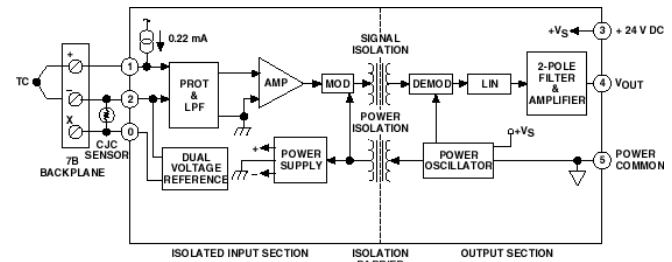 0.22 mA
SIGNAL
ISOLATION
+VS
3
+ 24 V DC
TC
+
1
PROT
&
LPF
AMP
MOD
DEMOD
LIN
2-POLE
FILTER
&
AMPLIFIER
4
VOUT
–
2
X
0
CJC
SENSOR
7B
BACKPLANE
DUAL
VOLTAGE
REFERENCE
+
–
POWER
SUPPLY
POWER
ISOLATION
POWER
OSCILLATOR
+VS
5
POWER
COMMON
ISOLATED INPUT SECTION
ISOLATION
BARRIER
OUTPUT SECTION